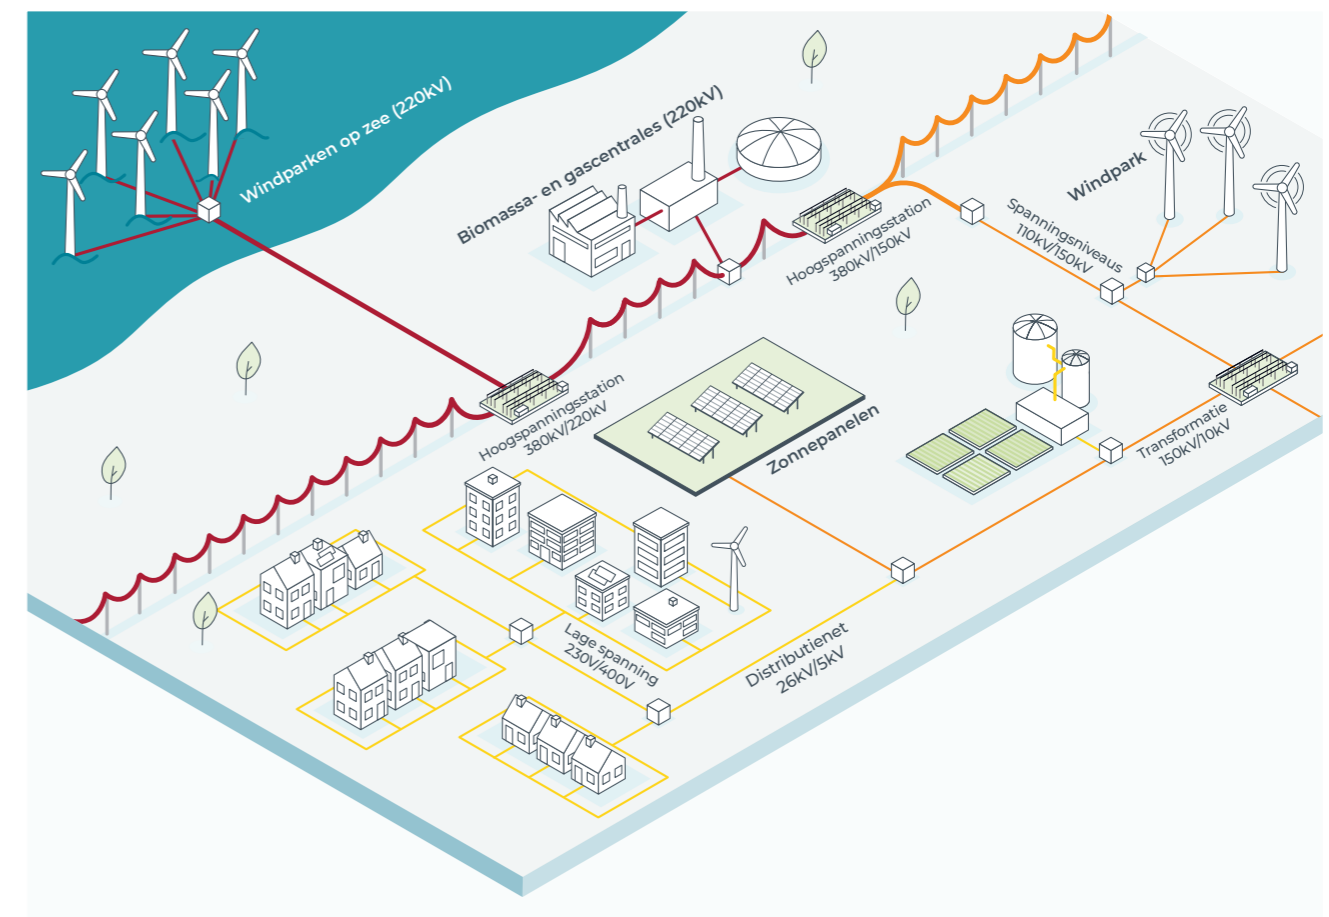 Windparken op zee (220kV)
Biomassa- en gascentrales (220kV)
Hoogspanningsstation
380kV/150kV
Spanningsniveaus
110kV/150kV
Windpark
Hoogspanningsstation
380kV/220kV
Zonnepanelen
Transformatie
150kV/10kV
Lage spanning
230V/400V
Distributienet
26kV/5kV